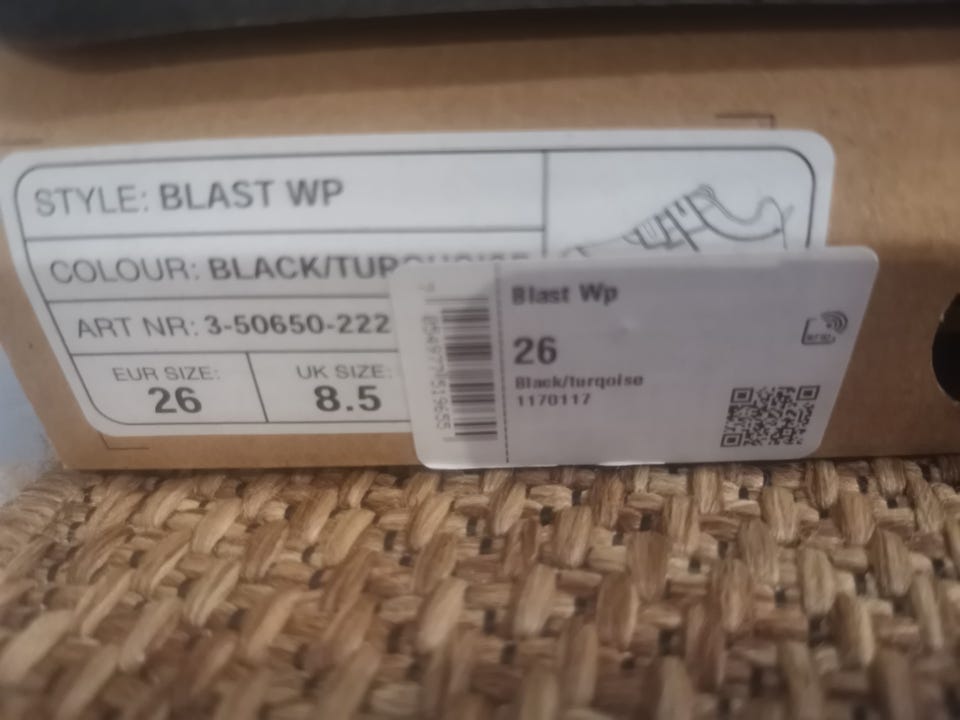 STYLE: BLAST WP
COLOUR: BLACK/TURQUOISE
ART NR: 3-50650-222
EUR SIZE:
26
UK SIZE:
8.5
Blast Wp
26
Black/turqoise
1170117